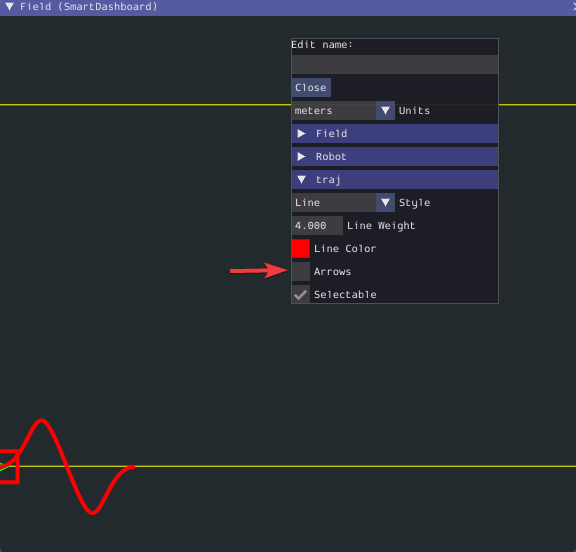 Field (SmartDashboard)
Edit name:
Close
meters Units
Field
Robot
traj
Line Style
4.000 Line Weight
Line Color
Arrows
Selectable